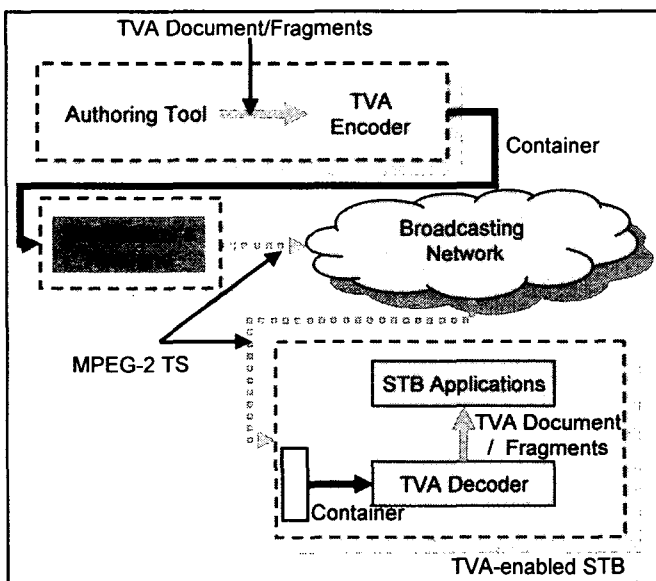 TVA Document/Fragments
Authoring Tool
TVA
Encoder
Container
Broadcasting
Network
MPEG-2 TS
STB Applications
TVA Document
/ Fragments
TVA Decoder
Container
TVA-enabled STB